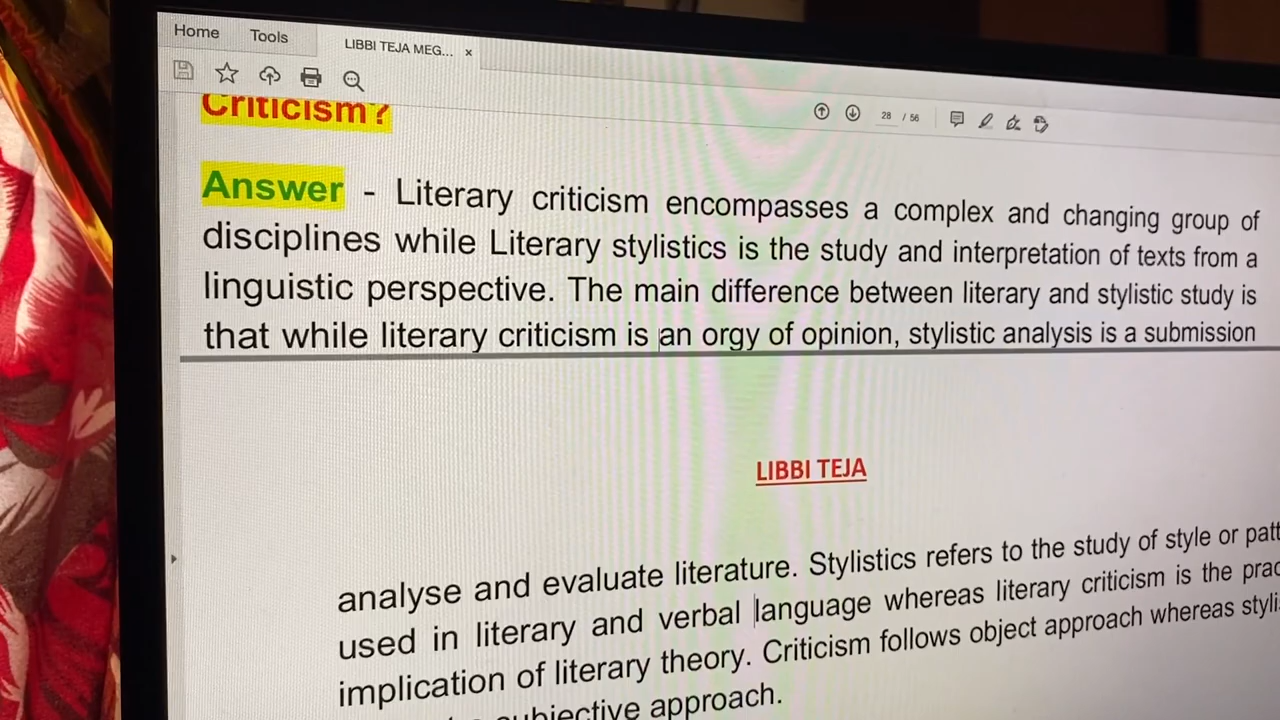 Home Tools LIBBI TEJA MEG... ×
28 / 56
Criticism?
Answer - Literary criticism encompasses a complex and changing group of
disciplines while Literary stylistics is the study and interpretation of texts from a
linguistic perspective. The main difference between literary and stylistic study is
that while literary criticism is an orgy of opinion, stylistic analysis is a submission
LIBBI TEJA
analyse and evaluate literature. Stylistics refers to the study of style or patt
used in literary and verbal language whereas literary criticism is the prac
implication of literary theory. Criticism follows object approach whereas styli
subjective approach.